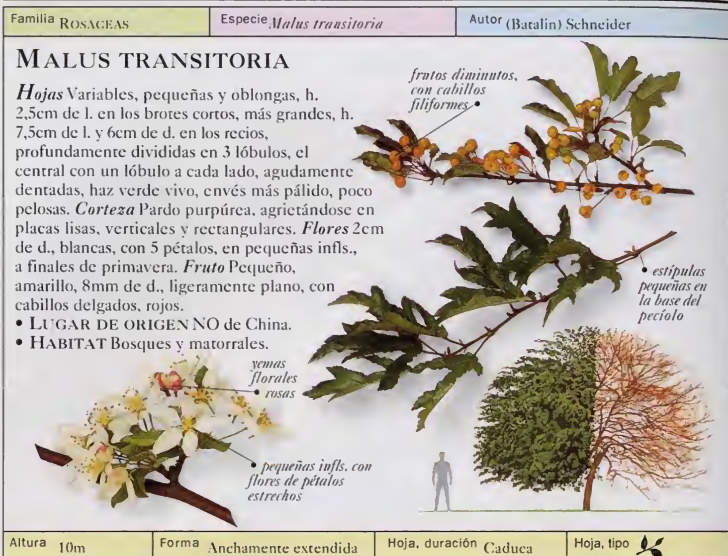 Familia ROSACEAS
Especie Malus transitoria
Autor (Batalin) Schneider
MALUS TRANSITORIA
Hojas Variables, pequeñas y oblongas, h.
2,5cm de l. en los brotes cortos, más grandes, h.
7,5cm de l. y 6cm de d. en los recios,
profundamente divididas en 3 lóbulos, el
central con un lóbulo a cada lado, agudamente
dentadas, haz verde vivo, envés más pálido, poco
pelosas. Corteza Pardo purpúrea, agrietándose en
placas lisas, verticales y rectangulares. Flores 2cm
de d., blancas, con 5 pétalos, en pequeñas infls.,
a finales de primavera. Fruto Pequeño,
amarillo, 8mm de d., ligeramente plano, con
cabillos delgados, rojos.
• LUGAR DE ORIGEN NO de China.
• HABITAT Bosques y matorrales.
frutos diminutos,
con cabillos
filiformes
estípulas
pequeñas en
la base del
pecíolo
yemas
florales
rosas
pequeñas infls. con
flores de pétalos
estrechos
Altura 10m
Forma Anchamente extendida
Hoja, duración Caduca
Hoja, tipo